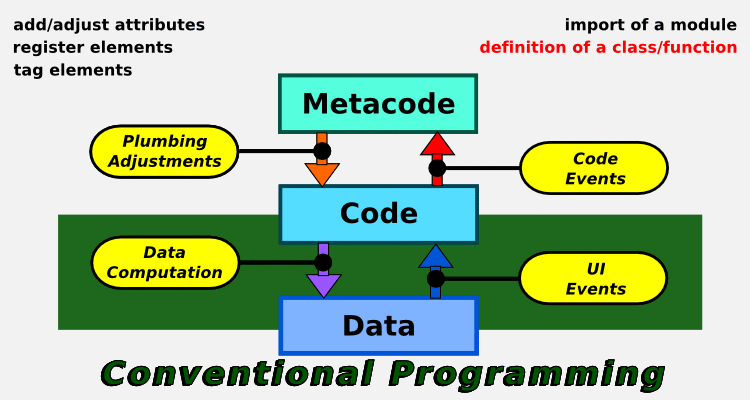 add/adjust attributes
register elements
tag elements
import of a module
definition of a class/function
Metacode
Plumbing
Adjustments
Code
Events
Code
Data
Computation
UI
Events
Data
Conventional Programming